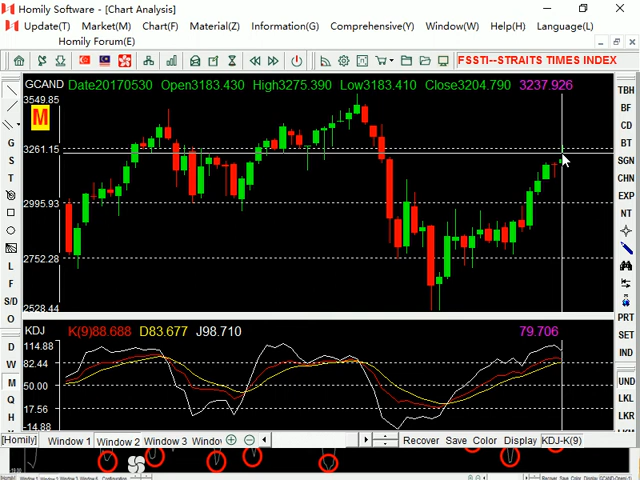 Homily Software - [Chart Analysis]
Update(T) Market(M) Chart(F) Material(Z) Information(G) Comprehensive(Y) Window(W) Help(H) Language(L)
Homily Forum(E)
FSSTI--STRAITS TIMES INDEX
GCAND Date20170530 Open3183.430 High3275.390 Low3183.410 Close3204.790 3237.926
3549.85
M
3261.15
2995.93
2752.28
2528.44
KDJ K(9)88.688 D83.677 J98.710 79.706
114.88
82.44
50.00
17.56
-14.88
G
S
T
L
F
S/D
O
D
W
M
Q
H
TBH
BF
CD
BT
SGN
CHN
EXP
NT
PRT
SET
IND
UND
LKL
LKR
[Homily] Window 1 Window 2 Window 3 Windo Recover Save Color Display KDJ-K(9)